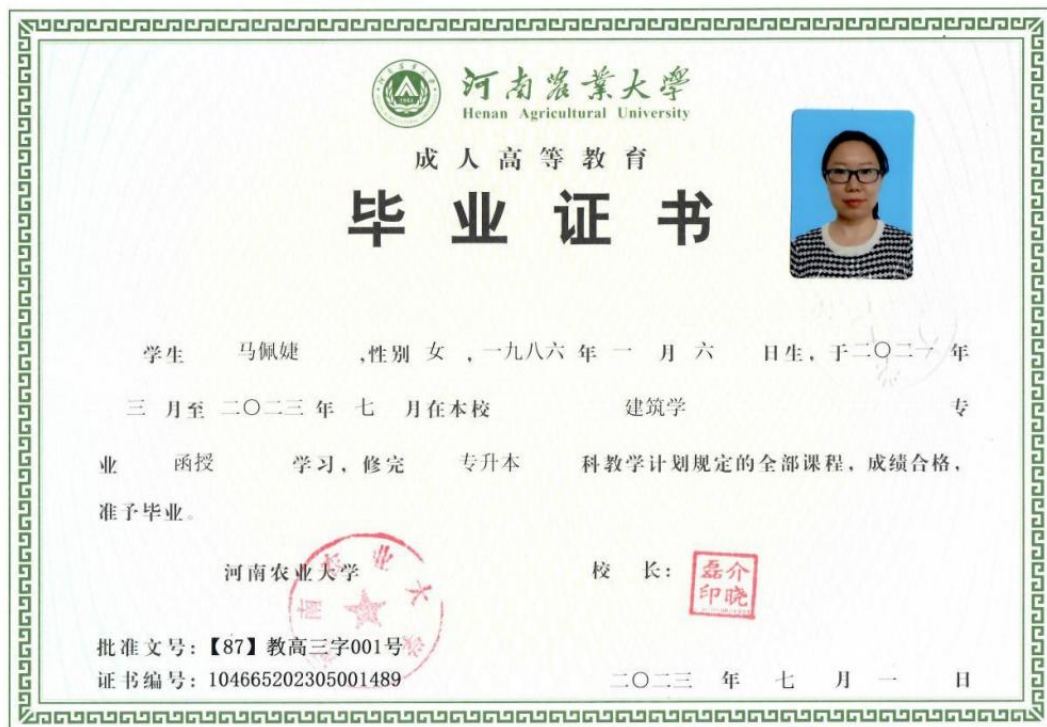 河南农业大學
Henan Agricultural University
成人高等教育
毕业证书
学生 马佩婕 ,性别 女 ,一九八六 年 一 月 六 日生, 于二〇二一 年
三 月至 二〇二三 年 七 月在本校 建筑学 专
业 函授 学习, 修完 专升本 科教学计划规定的全部课程, 成绩合格,
准予毕业。
河南农业大学
校 长:
磊介
印晓
批准文号:【87】教高三字001号
证书编号: 104665202305001489
二〇二三 年 七 月 一 日